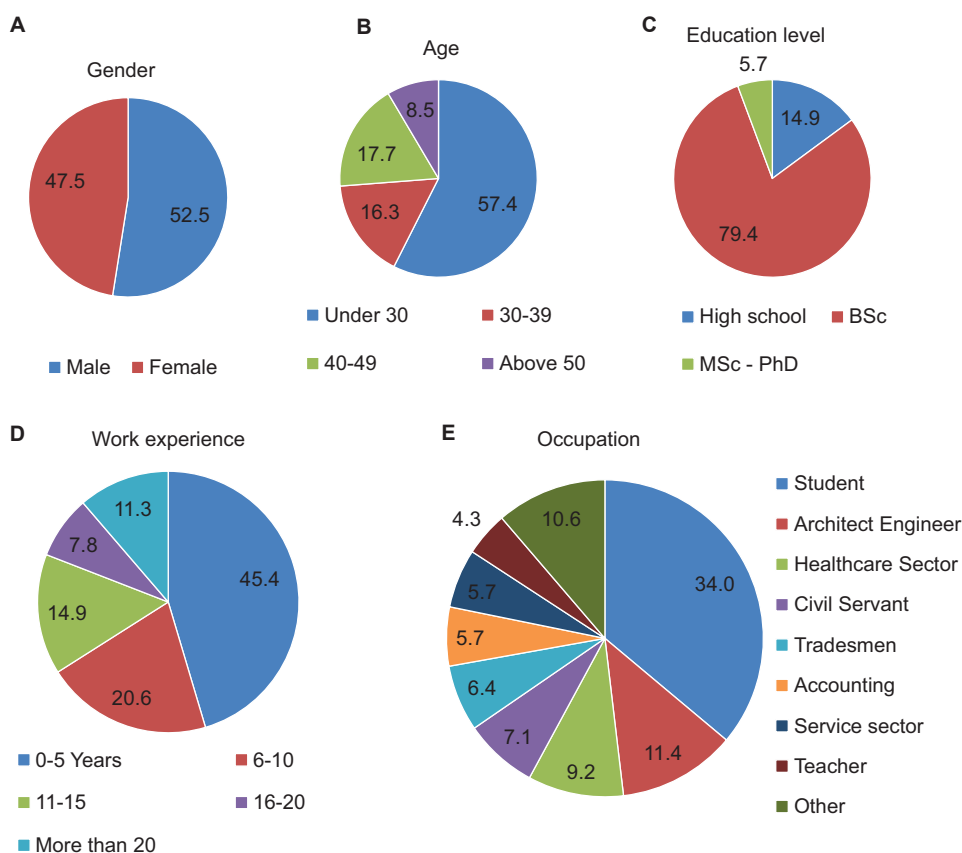 A
Gender
47.5
52.5
Male
Female
B
Age
8.5
17.7
57.4
16.3
Under 30
30-39
40-49
Above 50
C
Education level
5.7
14.9
79.4
High school
BSc
MSc - PhD
D
Work experience
11.3
7.8
45.4
14.9
20.6
0-5 Years
6-10
11-15
16-20
More than 20
E
Occupation
4.3
10.6
34.0
5.7
5.7
6.4
7.1
9.2
11.4
Student
Architect Engineer
Healthcare Sector
Civil Servant
Tradesmen
Accounting
Service sector
Teacher
Other